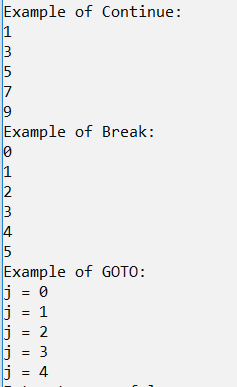 Example of Continue:
1
3
5
7
9
Example of Break:
0
1
2
3
4
5
Example of GOTO:
j = 0
j = 1
j = 2
j = 3
j = 4